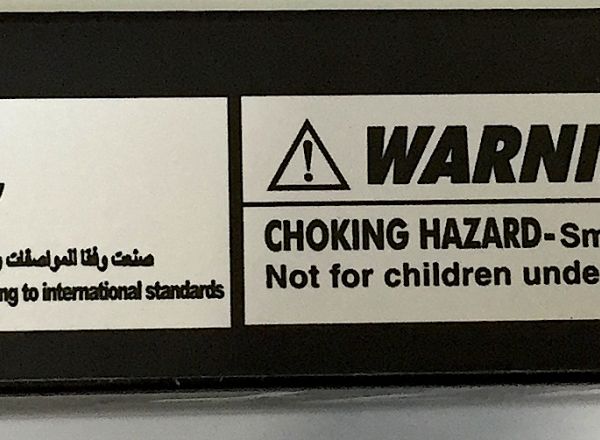 صنعت وفقا للمواصفات
ng to international standards
WARNI
CHOKING HAZARD-Sm
Not for children unde